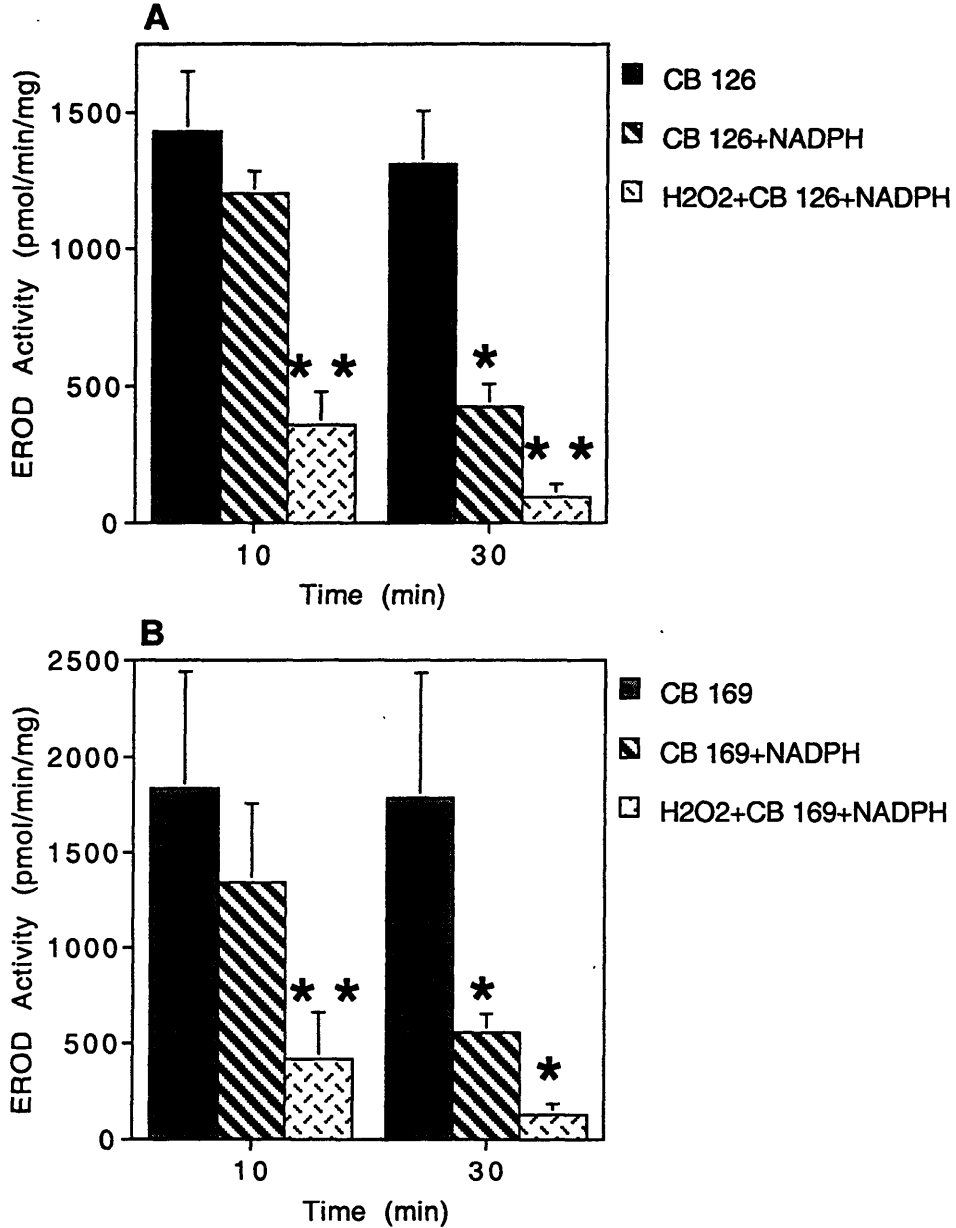 A
EROD Activity (pmol/min/mg)
1500
1000
500
0
* *
*
* *
10
30
Time (min)
CB 126
CB 126+NADPH
H2O2+CB 126+NADPH
B
EROD Activity (pmol/min/mg)
2500
2000
1500
1000
500
0
* *
*
*
10
30
Time (min)
CB 169
CB 169+NADPH
H2O2+CB 169+NADPH